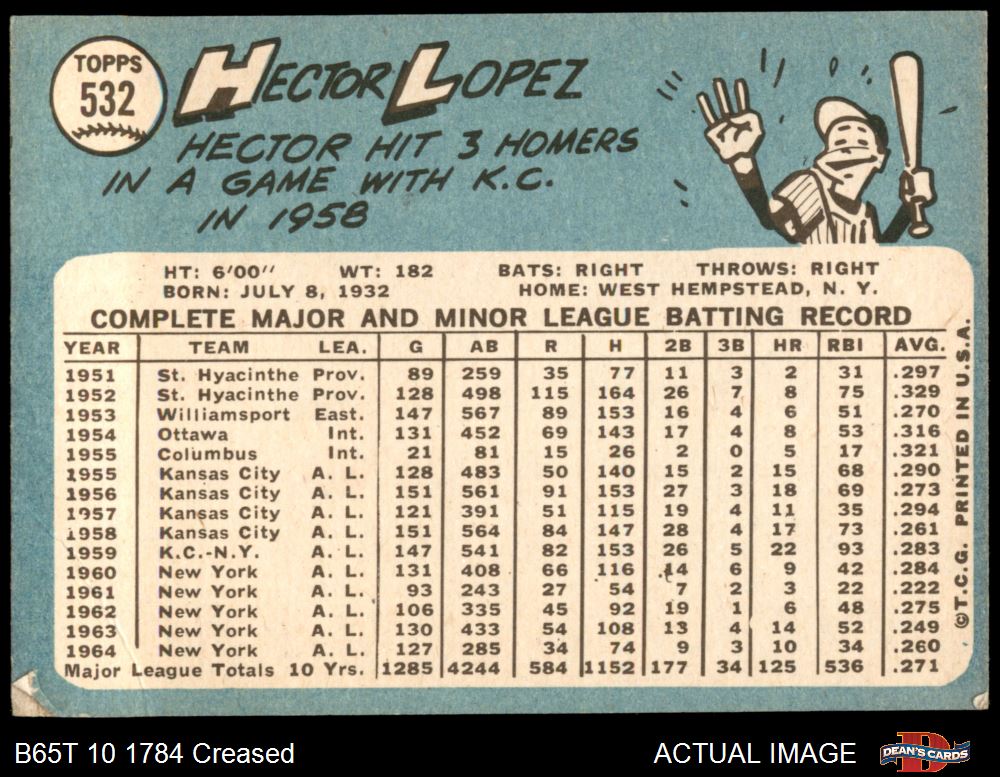 TOPPS
532
HECTOR LOPEZ
HECTOR HIT 3 HOMERS
IN A GAME WITH K.C.
IN 1958
HT: 6'00" WT: 182 BATS: RIGHT THROWS: RIGHT
BORN: JULY 8, 1932 HOME: WEST HEMPSTEAD, N. Y.
COMPLETE MAJOR AND MINOR LEAGUE BATTING RECORD
YEAR TEAM LEA. G AB R H 2B 3B HR RBI AVG.
1951 St. Hyacinthe Prov. 89 259 35 77 11 3 2 31 .297
1952 St. Hyacinthe Prov. 128 498 115 164 26 7 8 75 .329
1953 Williamsport East. 147 567 89 153 16 4 6 51 .270
1954 Ottawa Int. 131 452 69 143 17 4 8 53 .316
1955 Columbus Int. 21 81 15 26 2 0 5 17 .321
1955 Kansas City A. L. 128 483 50 140 15 2 15 68 .290
1956 Kansas City A. L. 151 561 91 153 27 3 18 69 .273
1957 Kansas City A. L. 121 391 51 115 19 4 11 35 .294
1958 Kansas City A. L. 151 564 84 147 28 4 17 73 .261
1959 K.C.-N.Y. A. L. 147 541 82 153 26 5 22 93 .283
1960 New York A. L. 131 408 66 116 14 6 9 42 .284
1961 New York A. L. 93 243 27 54 7 2 3 22 .222
1962 New York A. L. 106 335 45 92 19 1 6 48 .275
1963 New York A. L. 130 433 54 108 13 4 14 52 .249
1964 New York A. L. 127 285 34 74 9 3 10 34 .260
Major League Totals 10 Yrs. 1285 4244 584 1152 177 34 125 536 .271
©T.C.G. PRINTED IN U.S.A.
B65T 10 1784 Creased
ACTUAL IMAGE
DEAN'S CARDS